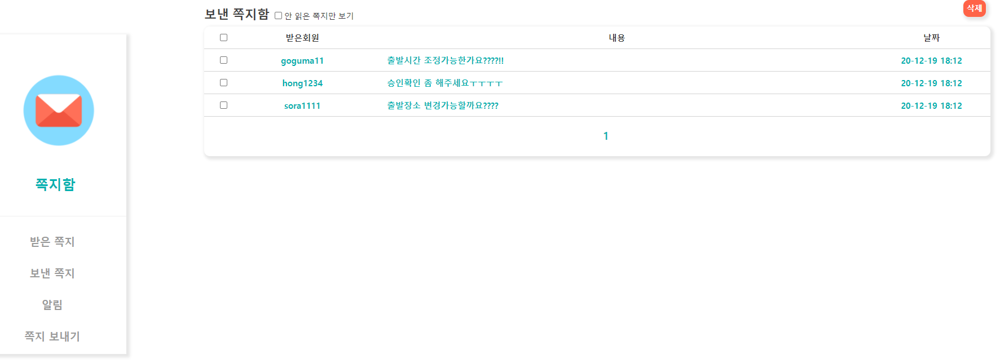 보낸 쪽지함 안 읽은 쪽지만 보기
삭제
받은회원 내용 날짜
goguma11 출발시간 조정가능한가요????!!
20-12-19 18:12
hong1234 승인확인 좀 해주세요ㅜㅜㅜㅜ
20-12-19 18:12
sora1111 출발장소 변경가능할까요????
20-12-19 18:12
1
쪽지함
받은 쪽지
보낸 쪽지
알림
쪽지 보내기